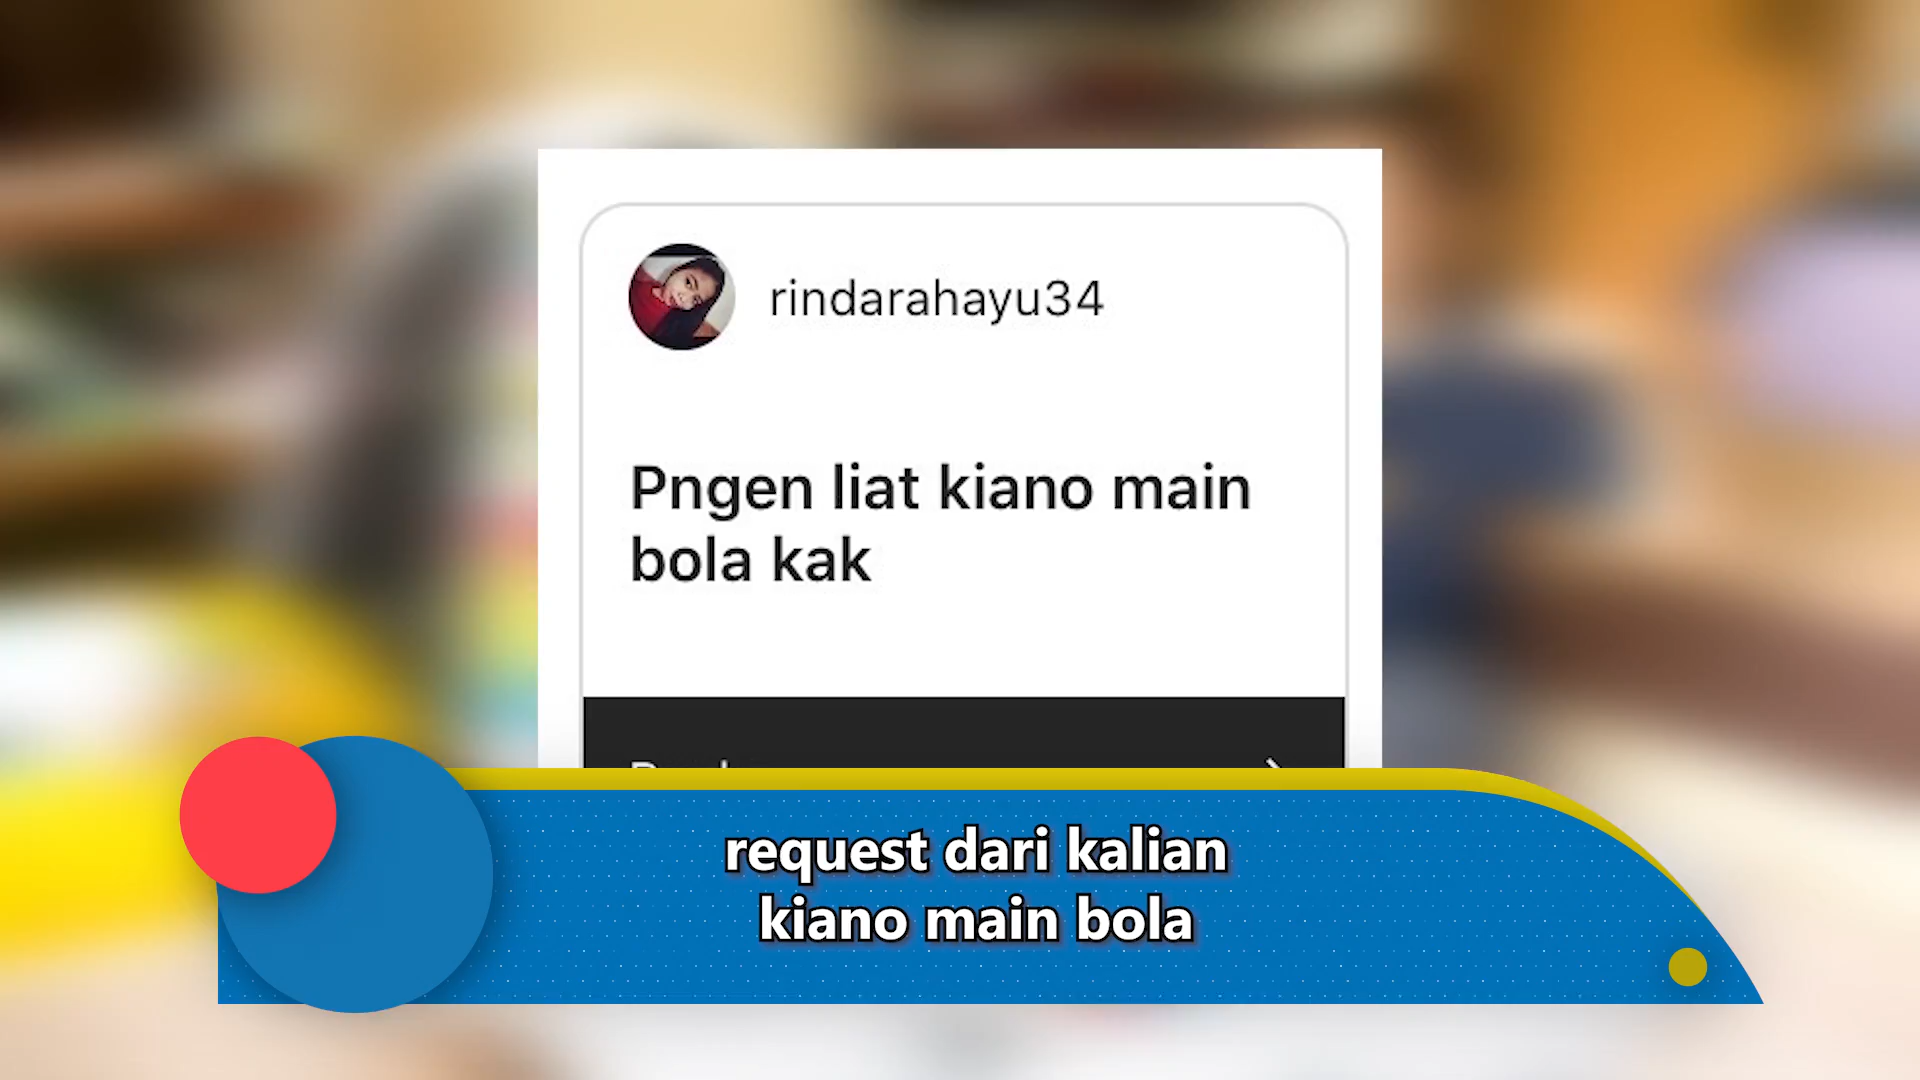 rindarahayu34
Pngen liat kiano main
bola kak
request dari kalian
kiano main bola